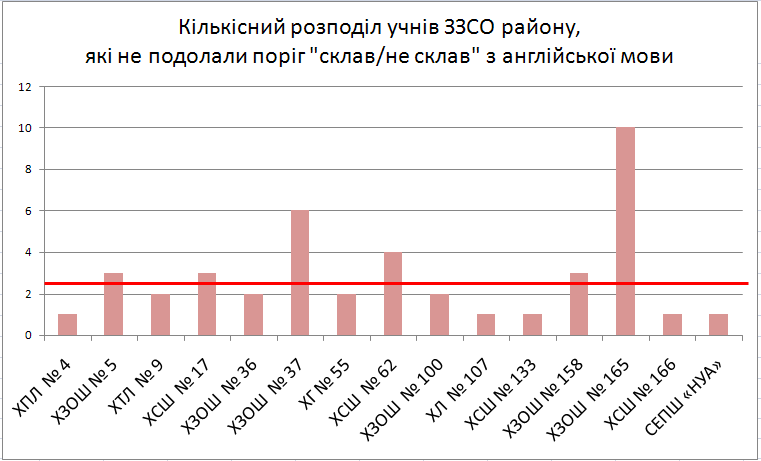 Кількісний розподіл учнів ЗЗСО району,
які не подолали поріг "склав/не склав" з англійської мови
12
10
8
6
4
2
0
ХПЛ № 4
ХЗОШ № 5
ХТЛ № 9
ХСШ № 17
ХЗОШ № 36
ХЗОШ № 37
ХГ № 55
ХСШ № 62
ХЗОШ № 100
ХЛ № 107
ХСШ № 133
ХЗОШ № 158
ХЗОШ № 165
ХСШ № 166
СЕПШ «НУА»